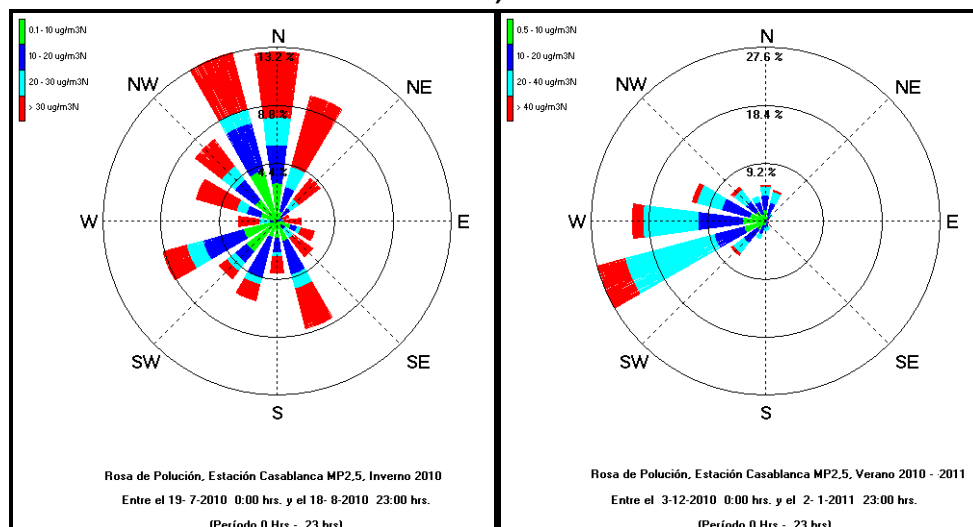 0.1 - 10 ug/m3N
10 - 20 ug/m3N
20 - 30 ug/m3N
> 30 ug/m3N
N
NE
E
SE
S
SW
W
NW
13.2 %
8.8 %
4.4 %
Rosa de Polución, Estación Casablanca MP2,5, Inverno 2010
Entre el 19- 7-2010 0:00 hrs. y el 18- 8-2010 23:00 hrs.
(Período 0 Hrs - 23 hrs)
0.5 - 10 ug/m3N
10 - 20 ug/m3N
20 - 40 ug/m3N
> 40 ug/m3N
N
NE
E
SE
S
SW
W
NW
27.6 %
18.4 %
9.2 %
Rosa de Polución, Estación Casablanca MP2,5, Verano 2010 - 2011
Entre el 3-12-2010 0:00 hrs. y el 2- 1-2011 23:00 hrs.
(Período 0 Hrs - 23 hrs)